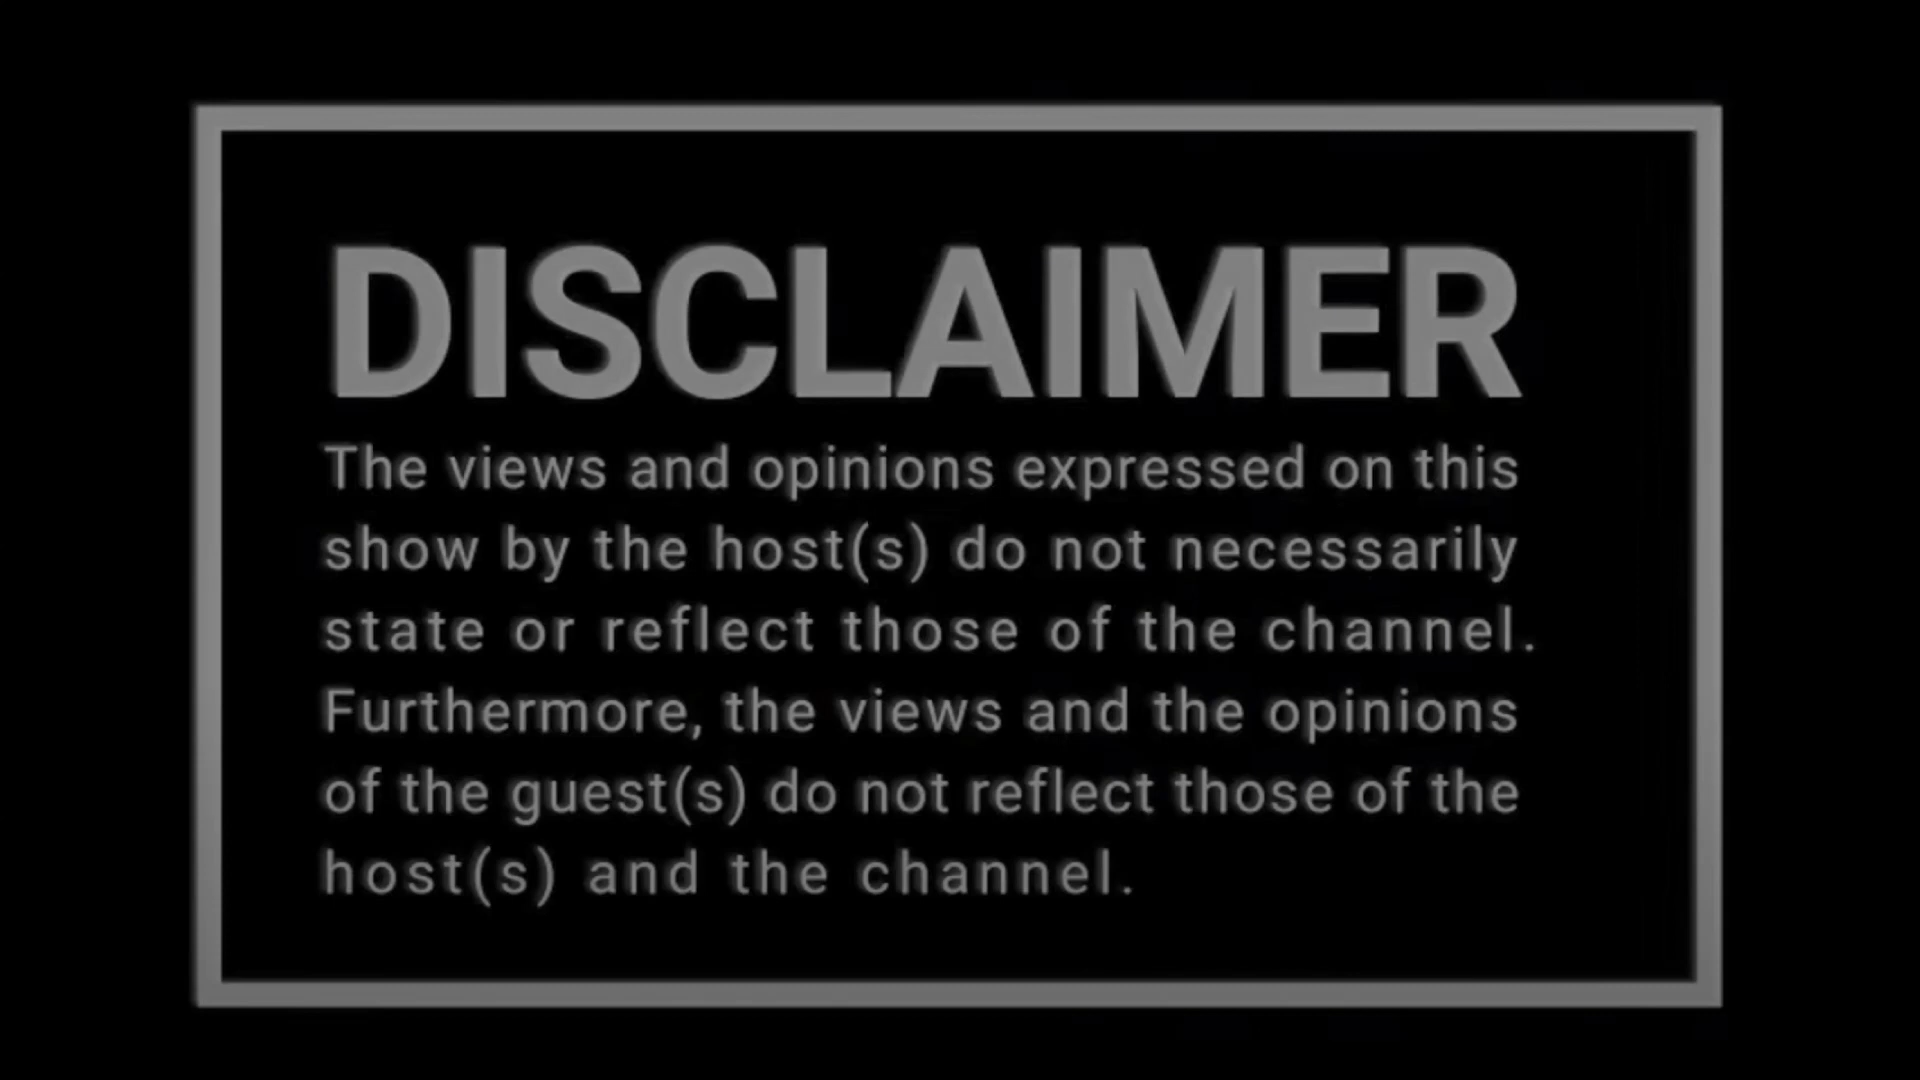 DISCLAIMER
The views and opinions expressed on this
show by the host(s) do not necessarily
state or reflect those of the channel.
Furthermore, the views and the opinions
of the guest(s) do not reflect those of the
host(s) and the channel.